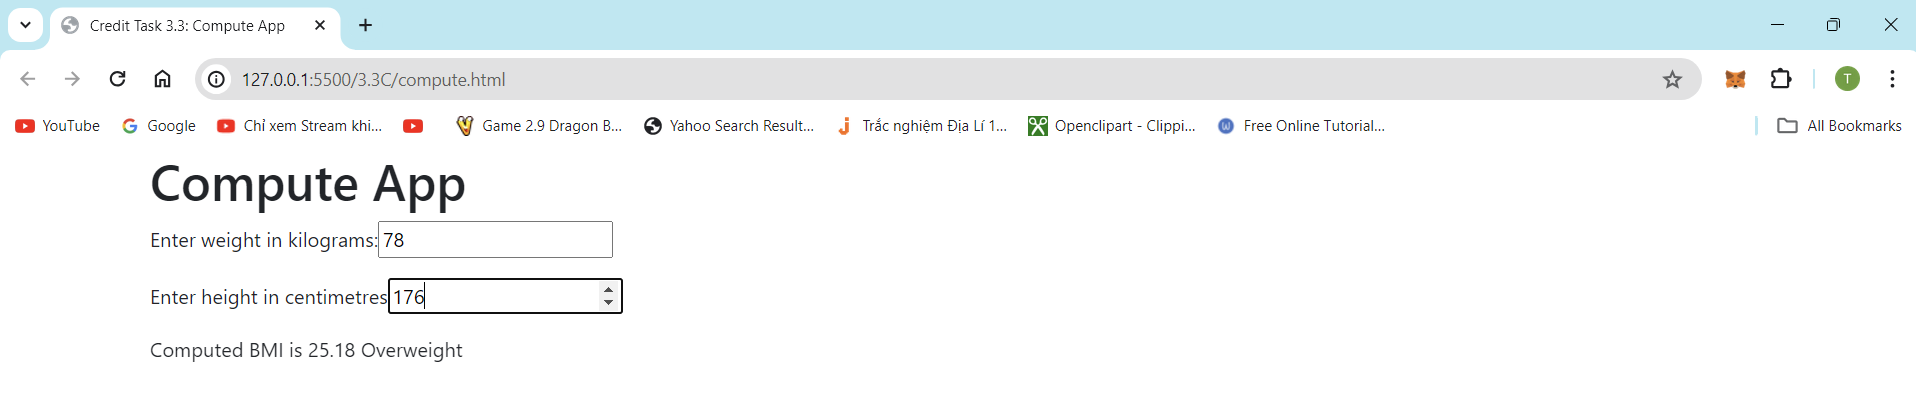 Credit Task 3.3: Compute App
127.0.0.1:5500/3.3C/compute.html
T
YouTube Google Chỉ xem Stream khi... Game 2.9 Dragon B... Yahoo Search Result... Trắc nghiệm Địa Lí 1... Openclipart - Clippi... Free Online Tutorial... All Bookmarks
Compute App
Enter weight in kilograms: 78
Enter height in centimetres 176
Computed BMI is 25.18 Overweight